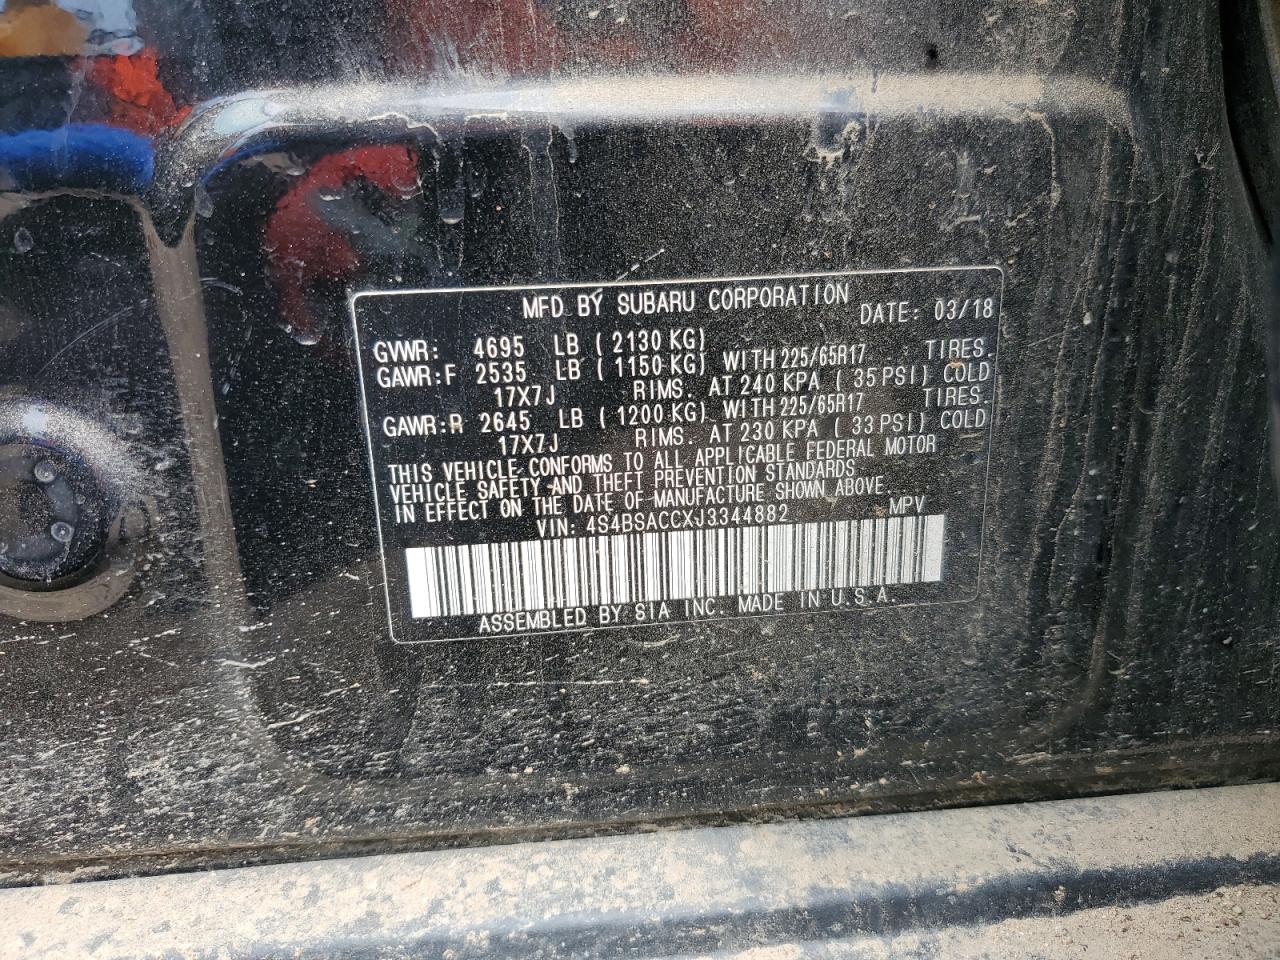 MFD BY SUBARU CORPORATION DATE: 03/18
GVWR: 4695 LB ( 2130 KG)
GAWR:F 2535 LB ( 1150 KG) WITH 225/65R17 TIRES.
17X7J RIMS. AT 240 KPA ( 35 PSI) COLD
GAWR:R 2645 LB ( 1200 KG) WITH 225/65R17 TIRES.
17X7J RIMS. AT 230 KPA ( 33 PSI) COLD
THIS VEHICLE CONFORMS TO ALL APPLICABLE FEDERAL MOTOR
VEHICLE SAFETY AND THEFT PREVENTION STANDARDS
IN EFFECT ON THE DATE OF MANUFACTURE SHOWN ABOVE
VIN: 4S4BSACCXJ3344882 MPV
ASSEMBLED BY SIA INC. MADE IN U.S.A.